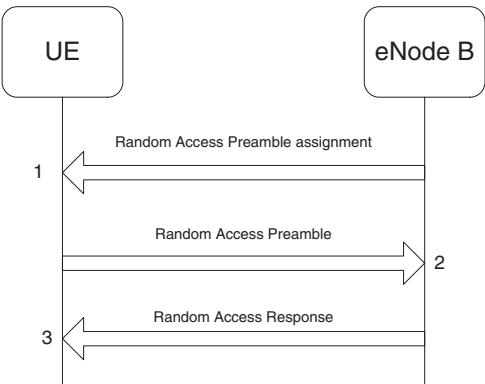 UE
eNode B
Random Access Preamble assignment
1
Random Access Preamble
2
Random Access Response
3